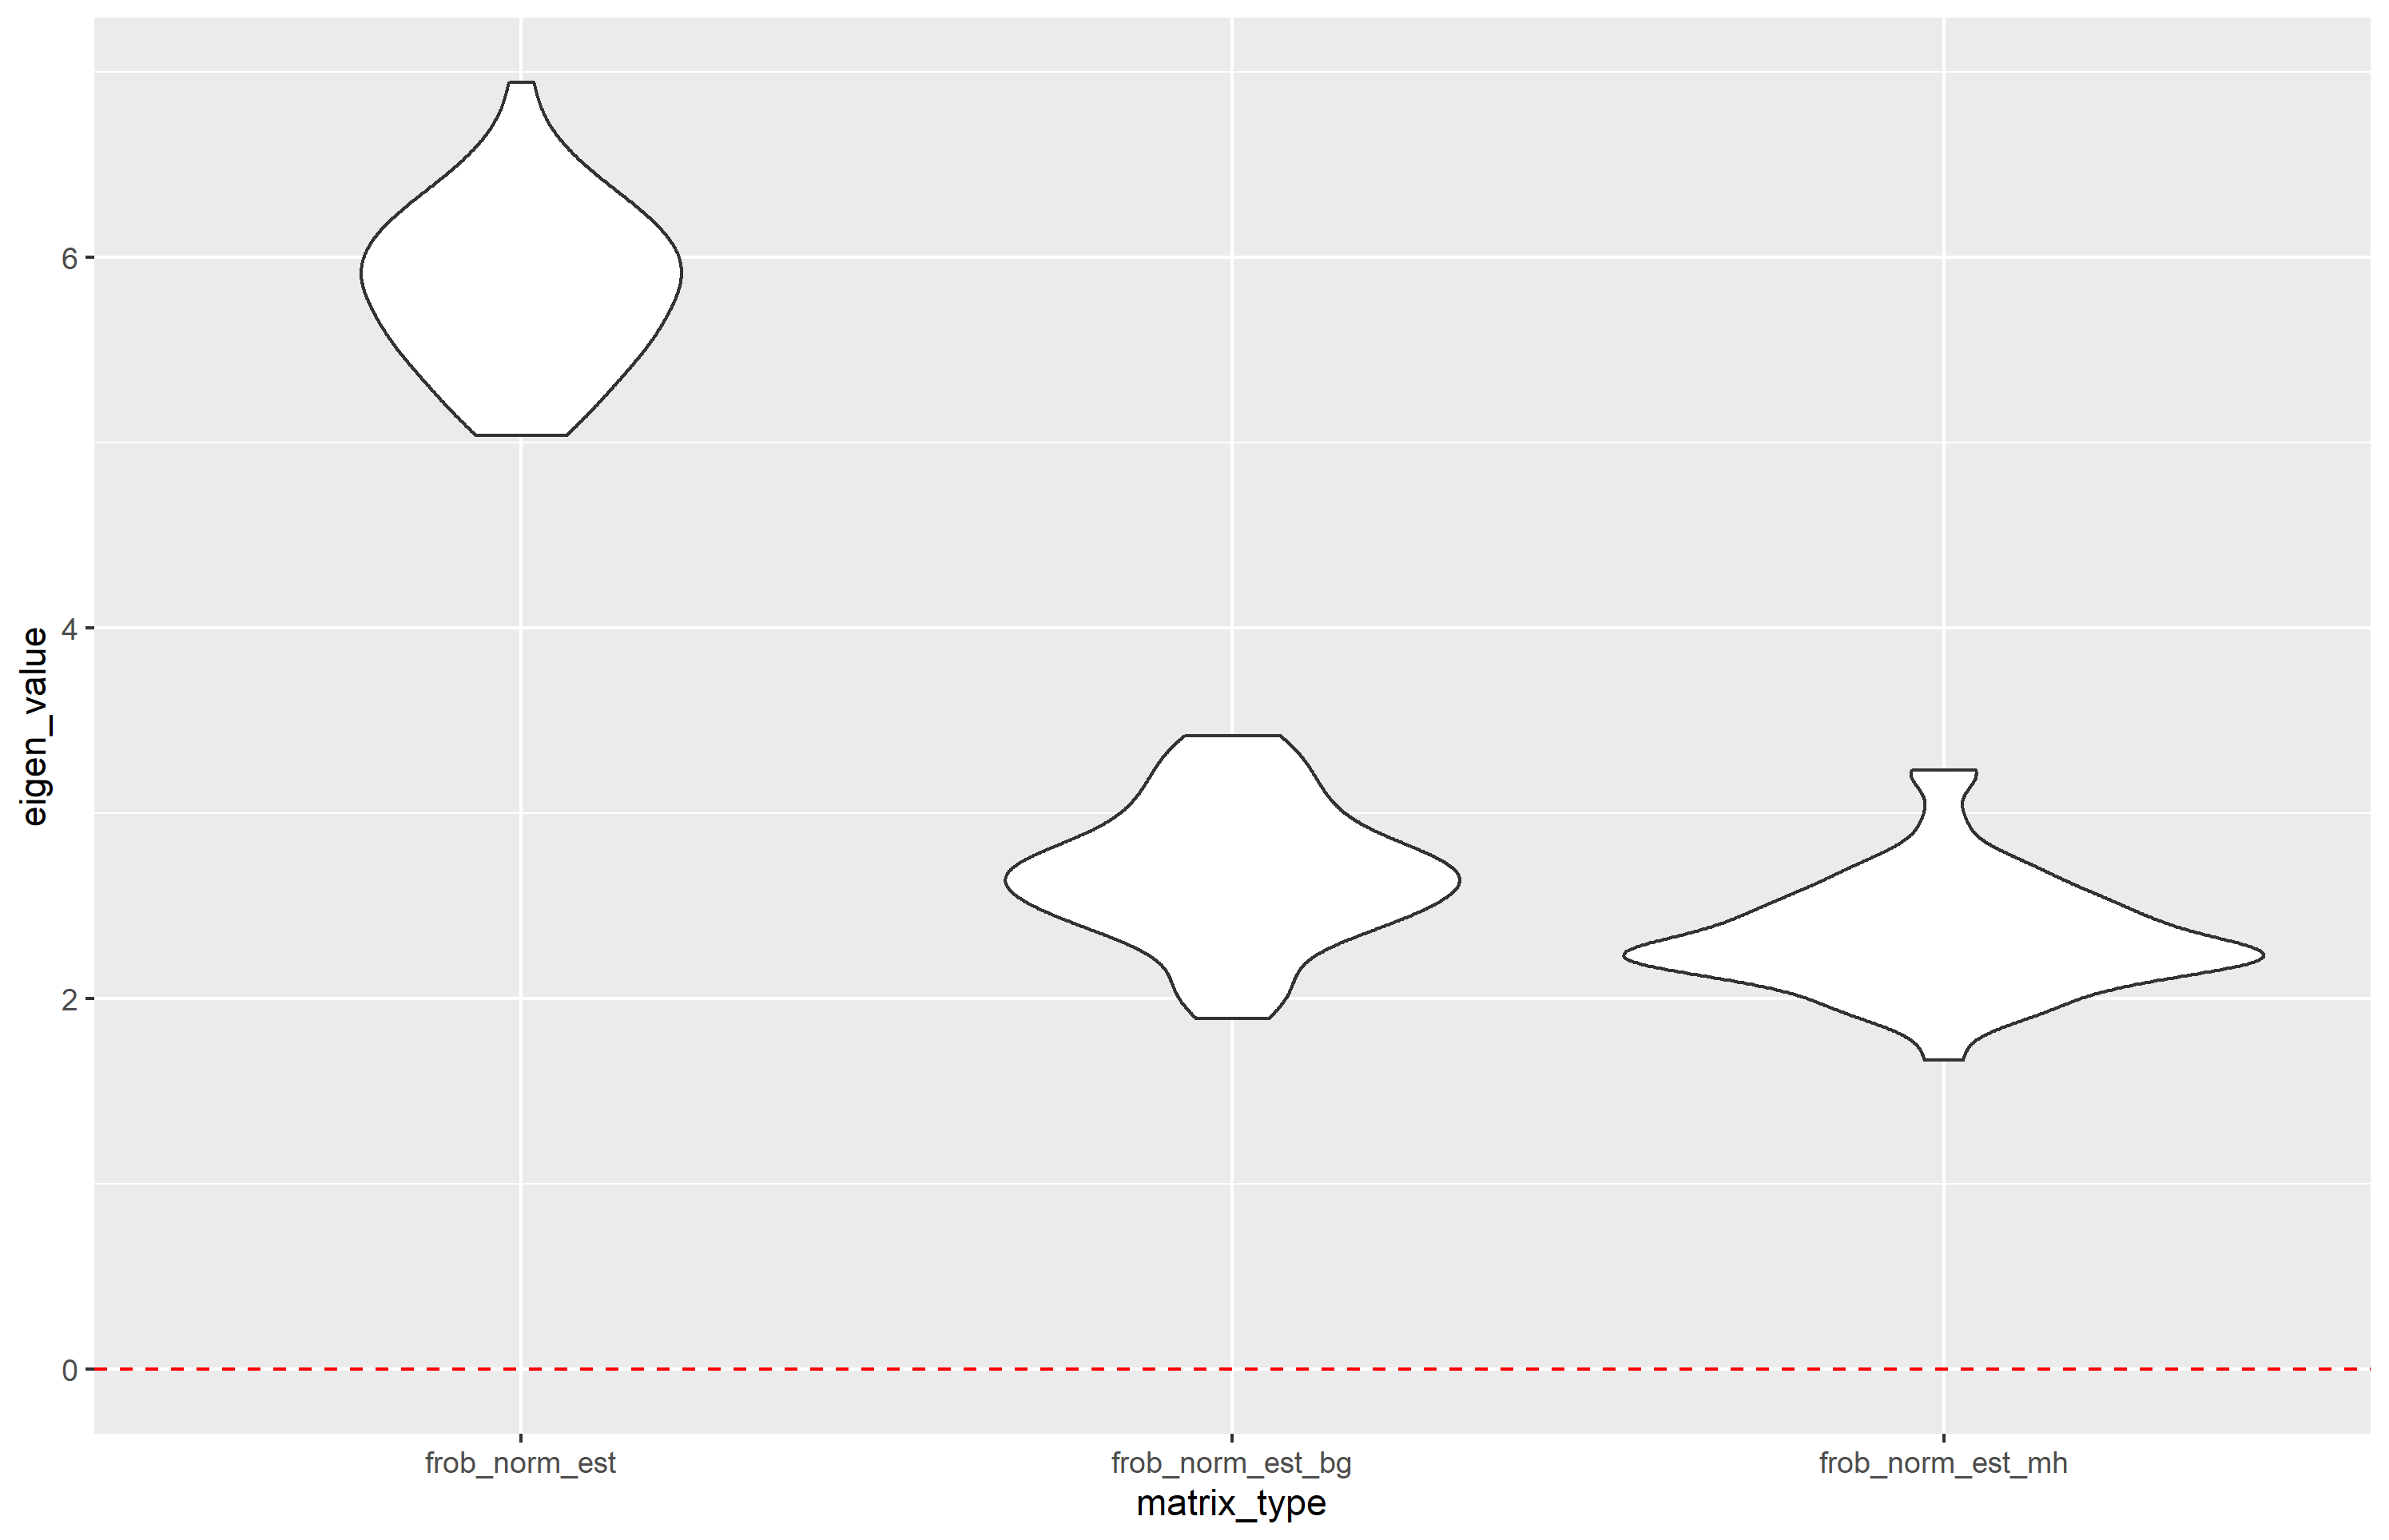 eigen_value
6
4
2
0
frob_norm_est
frob_norm_est_bg
frob_norm_est_mh
matrix_type